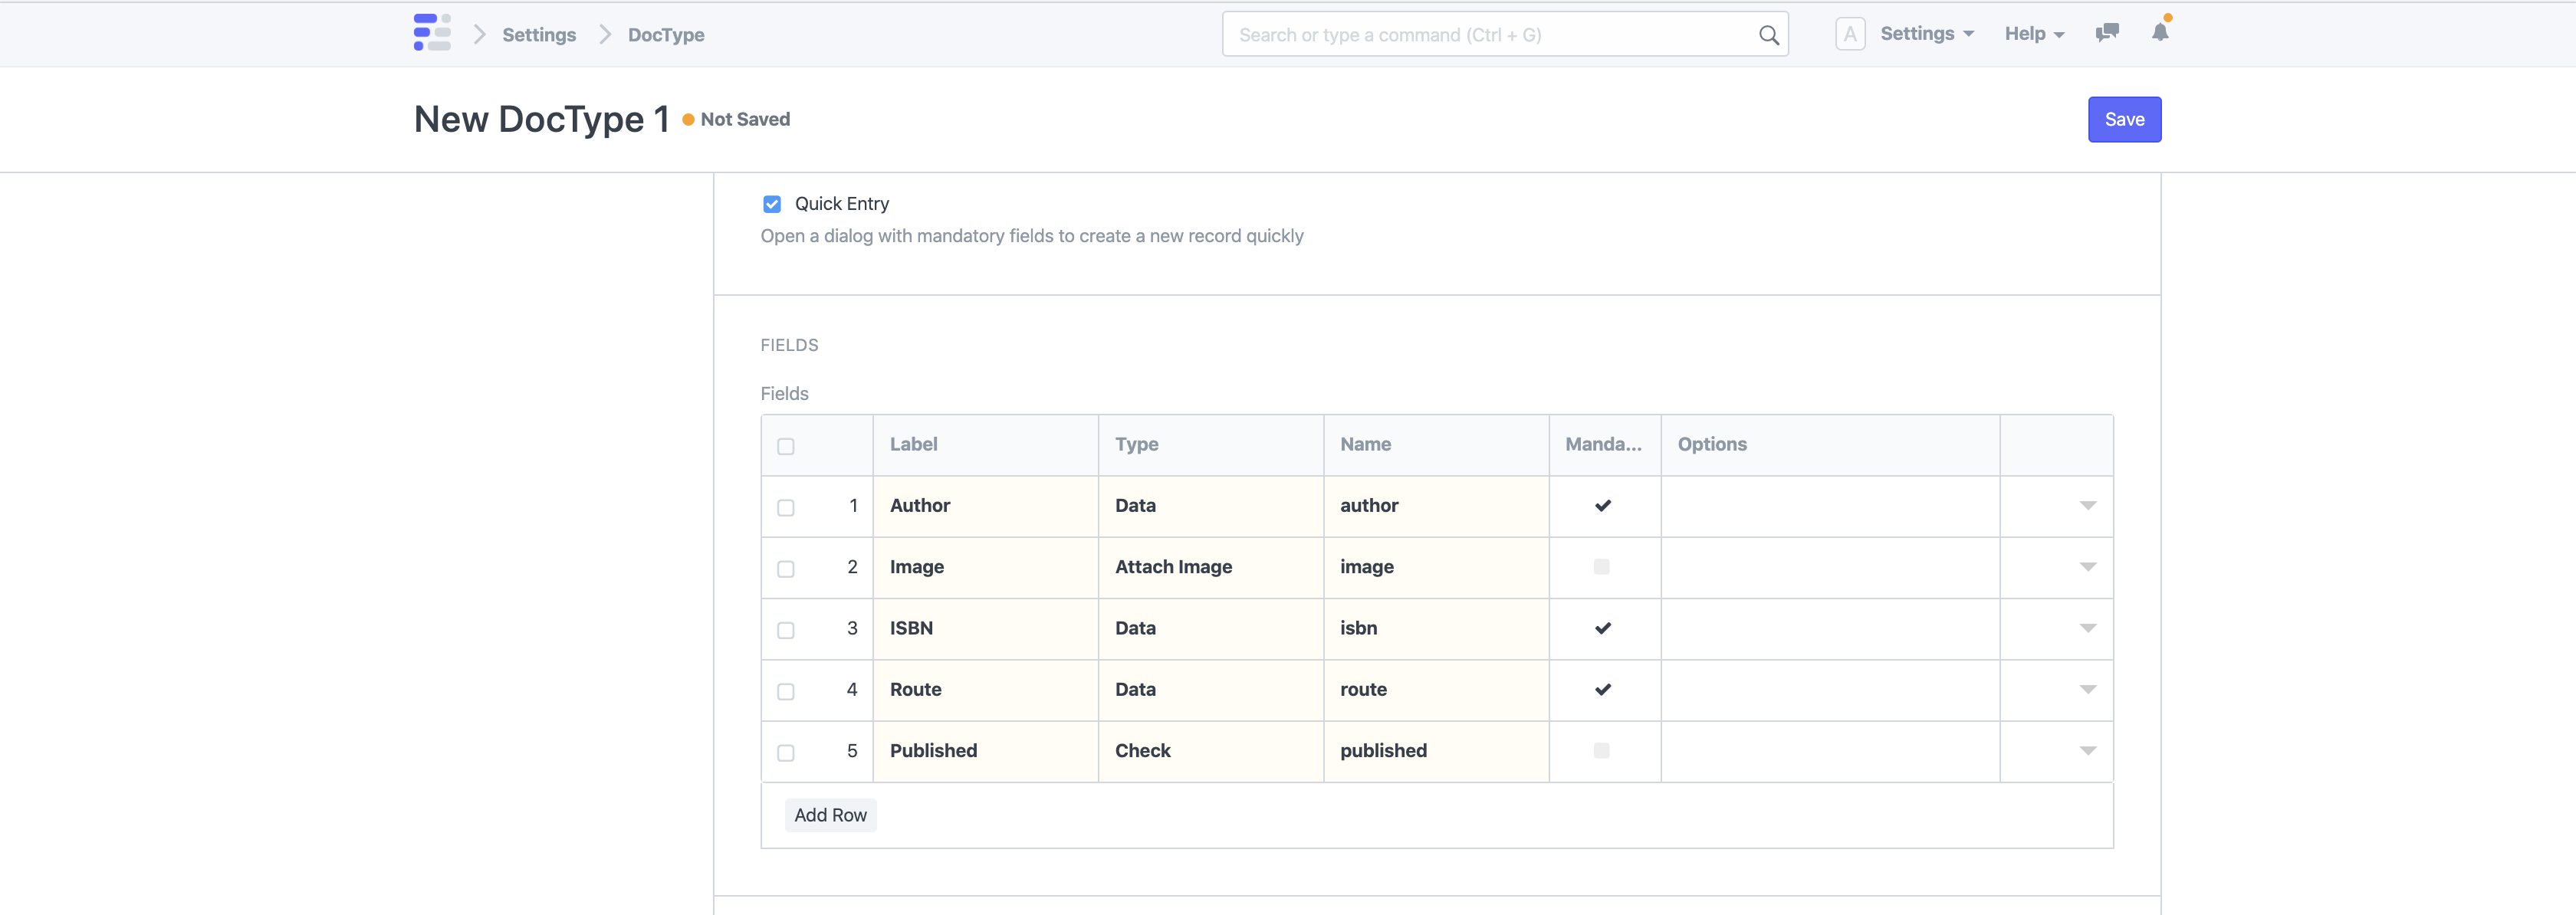 Settings DocType Search or type a command (Ctrl + G) A Settings Help
New DocType 1 Not Saved Save
Quick Entry
Open a dialog with mandatory fields to create a new record quickly
FIELDS
Fields
Label Type Name Manda... Options
1 Author Data author
2 Image Attach Image image
3 ISBN Data isbn
4 Route Data route
5 Published Check published
Add Row